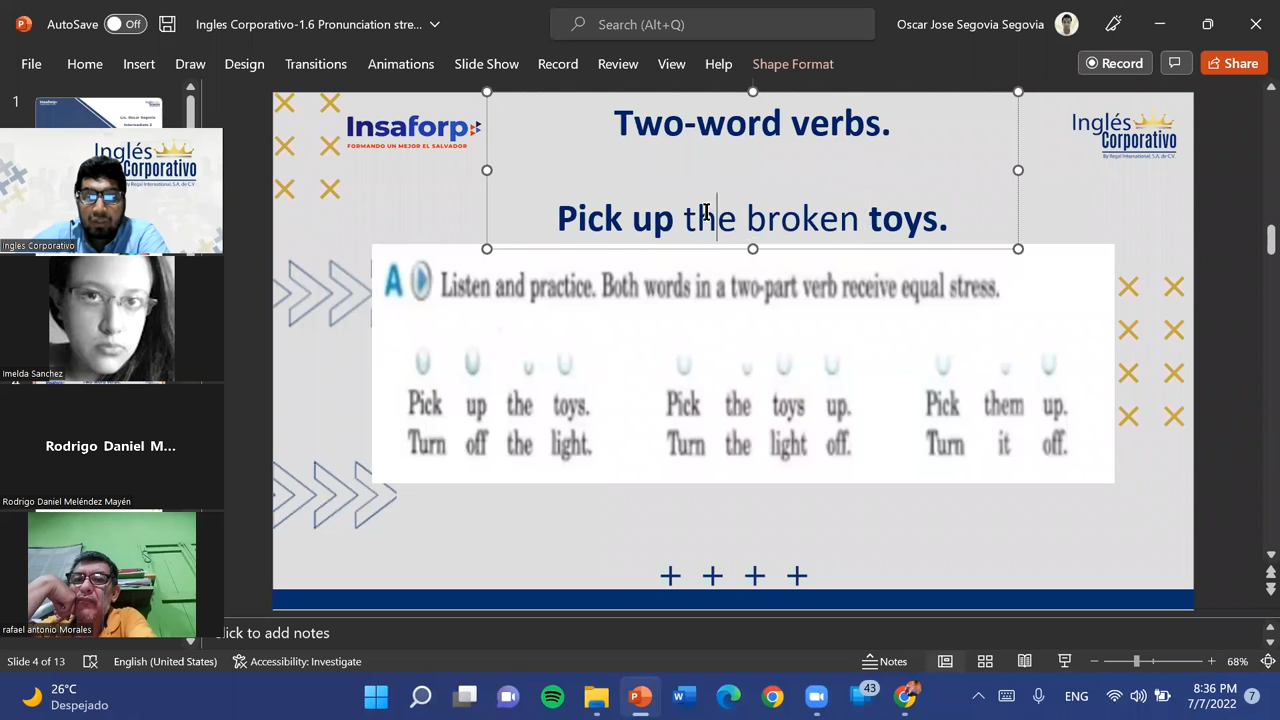 AutoSave Off Ingles Corporativo-1.6 Pronunciation stre... Search (Alt+Q) Oscar Jose Segovia Segovia
File Home Insert Draw Design Transitions Animations Slide Show Record Review View Help Shape Format Record Share
1
Inglés
Corporativo
Ingles Corporativo
Imelda Sanchez
Rodrigo Daniel M...
Rodrigo Daniel Meléndez Mayén
rafael antonio Morales
Insaforp
FORMANDO UN MEJOR EL SALVADOR
Two-word verbs.
Inglés
Corporativo
By Regal International, S.A. de C.V.
Pick up the broken toys.
A Listen and practice. Both words in a two-part verb receive equal stress.
Pick up the toys. Pick the toys up. Pick them up.
Turn off the light. Turn the light off. Turn it off.
lick to add notes
Slide 4 of 13 English (United States) Accessibility: Investigate Notes 68%
26°C
Despejado
43
ENG
8:36 PM
7/7/2022
7